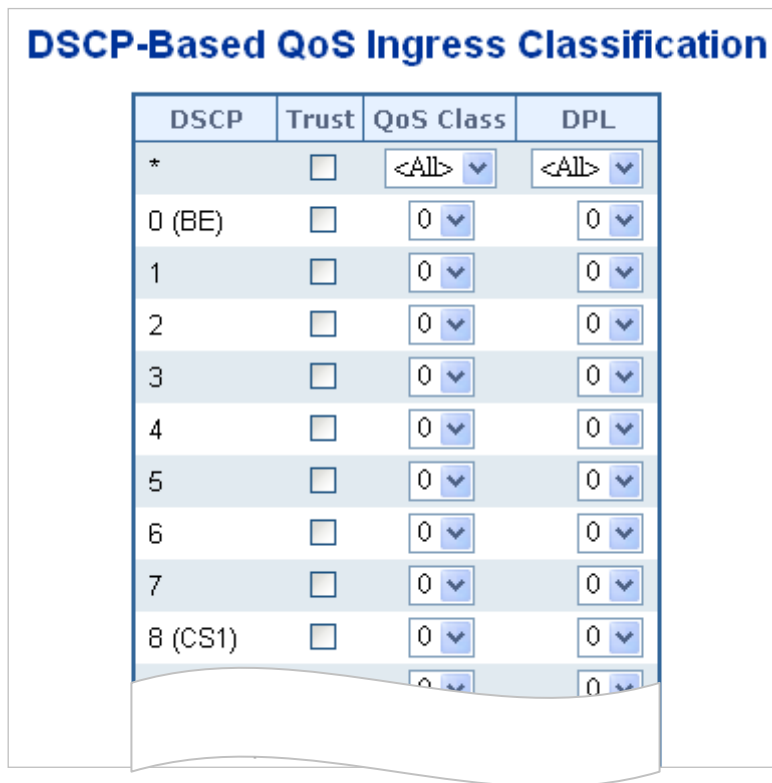 DSCP-Based QoS Ingress Classification
DSCP Trust QoS Class DPL
* <All> <All>
0 (BE) 0 0
1 0 0
2 0 0
3 0 0
4 0 0
5 0 0
6 0 0
7 0 0
8 (CS1) 0 0
0 0